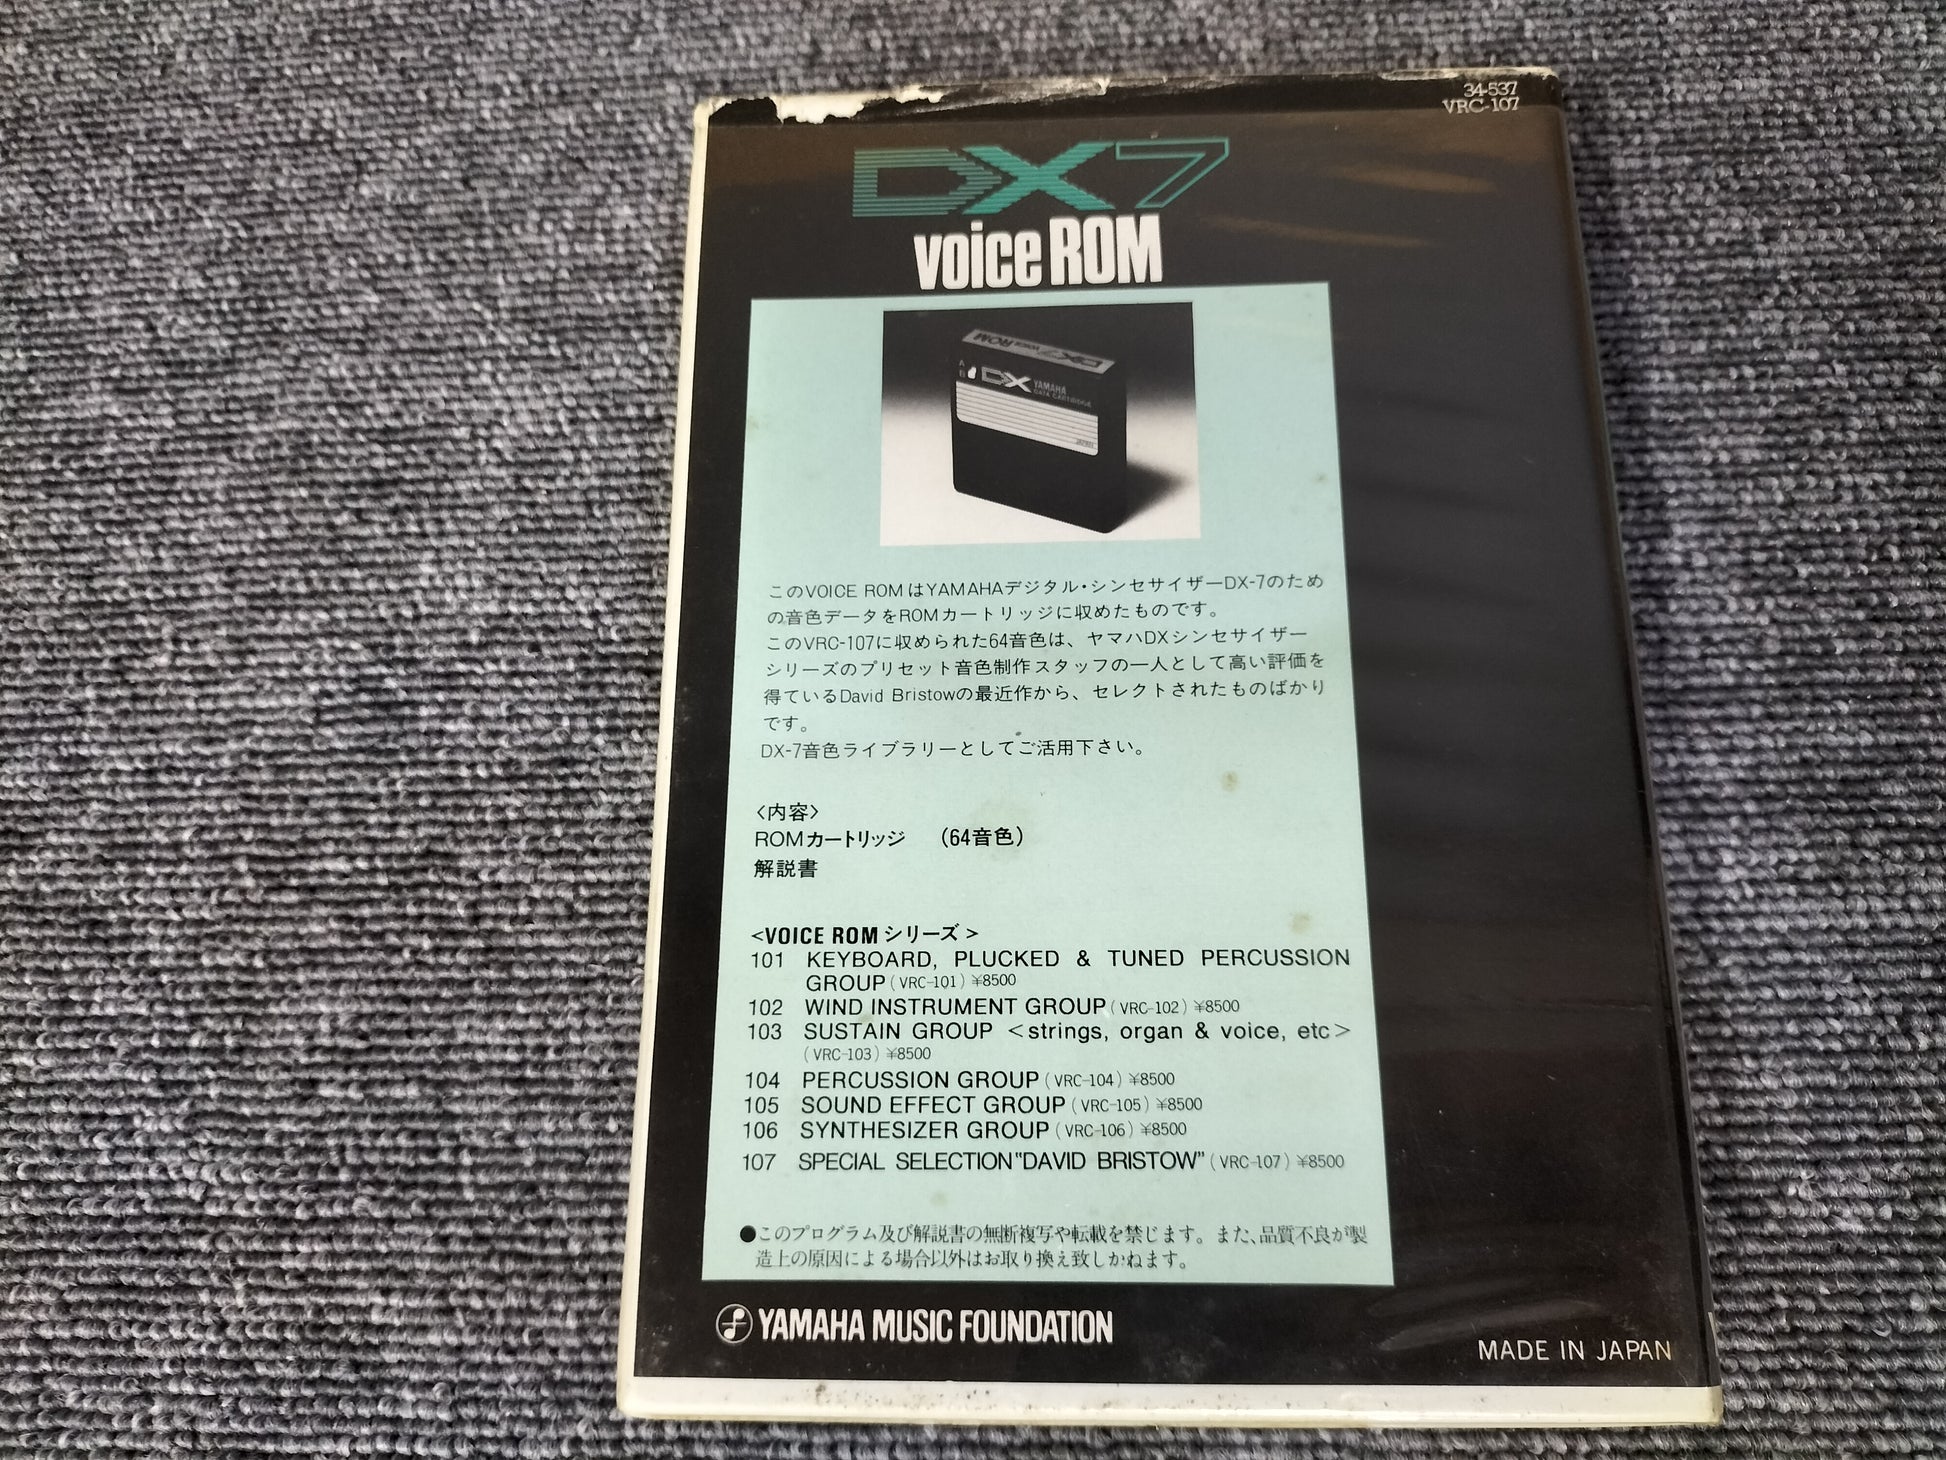 34-537
VRC-107
DX7
voice ROM
DX7 voice ROM
A
B
DX YAMAHA
DATA CARTRIDGE
このVOICE ROMはYAMAHAデジタル・シンセサイザーDX-7のため
の音色データをROMカートリッジに収めたものです。
このVRC-107に収められた64音色は、ヤマハDXシンセサイザー
シリーズのプリセット音色制作スタッフの一人として高い評価を
得ているDavid Bristowの最近作から、セレクトされたものばかり
です。
DX-7音色ライブラリーとしてご活用下さい。
〈内容〉
ROMカートリッジ (64音色)
解説書
<VOICE ROMシリーズ>
101 KEYBOARD, PLUCKED & TUNED PERCUSSION
GROUP(VRC-101)¥8500
102 WIND INSTRUMENT GROUP(VRC-102)¥8500
103 SUSTAIN GROUP <strings, organ & voice, etc>
(VRC-103)¥8500
104 PERCUSSION GROUP(VRC-104)¥8500
105 SOUND EFFECT GROUP(VRC-105)¥8500
106 SYNTHESIZER GROUP(VRC-106)¥8500
107 SPECIAL SELECTION"DAVID BRISTOW"(VRC-107)¥8500
●このプログラム及び解説書の無断複写や転載を禁じます。また、品質不良が製
造上の原因による場合以外はお取り換え致しかねます。
YAMAHA MUSIC FOUNDATION
MADE IN JAPAN